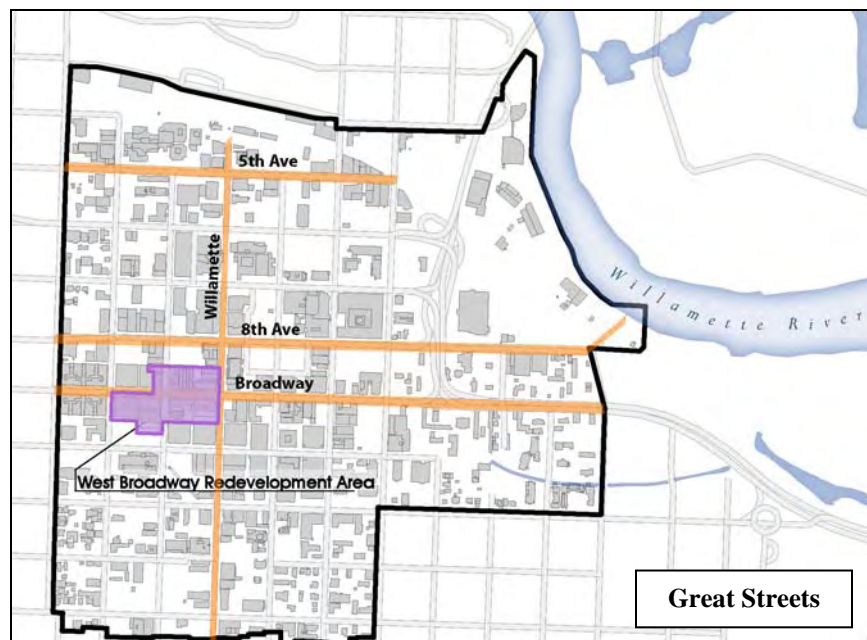 5th Ave
Willamette
Willamette River
8th Ave
Broadway
West Broadway Redevelopment Area
Great Streets